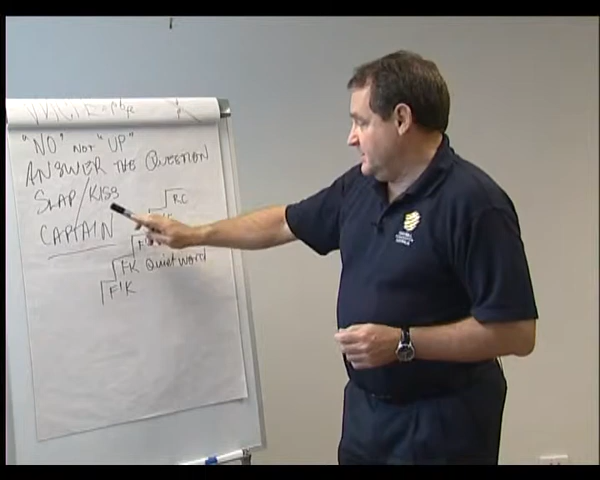 "NO" NOT "UP"
ANSWER THE QUESTION
SLAP/KISS
RC
CAPTAIN
FK Quiet word
FK